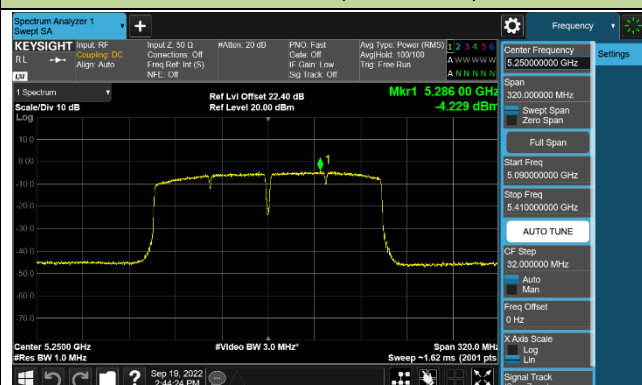 Spectrum Analyzer 1
Swept SA
Frequency
KEYSIGHT
Input: RF
Input Z: 50 Ω
#Atten: 20 dB
PNO: Fast
Avg Type: Power (RMS)
1 2 3 4 5 6
RL
Coupling: DC
Corrections: Off
Gate: Off
Avg|Hold: 100/100
A W W W W W
Align: Auto
Freq Ref: Int (S)
IF Gain: Low
Trig: Free Run
NFE: Off
Sig Track: Off
A N N N N N
LXI
1 Spectrum
Scale/Div 10 dB
Ref Lvl Offset 22.40 dB
Ref Level 20.00 dBm
Mkr1 5.286 00 GHz
-4.229 dBm
Log
10.0
0.00
-10.0
-20.0
-30.0
-40.0
-50.0
-60.0
-70.0
1
Center 5.2500 GHz
#Res BW 1.0 MHz
#Video BW 3.0 MHz*
Span 320.0 MHz
Sweep ~1.62 ms (2001 pts)
Sep 19, 2022
2:44:24 PM
Settings
Center Frequency
5.250000000 GHz
Span
320.000000 MHz
Swept Span
Zero Span
Full Span
Start Freq
5.090000000 GHz
Stop Freq
5.410000000 GHz
AUTO TUNE
CF Step
32.000000 MHz
Auto
Man
Freq Offset
0 Hz
X Axis Scale
Log
Lin
Signal Track